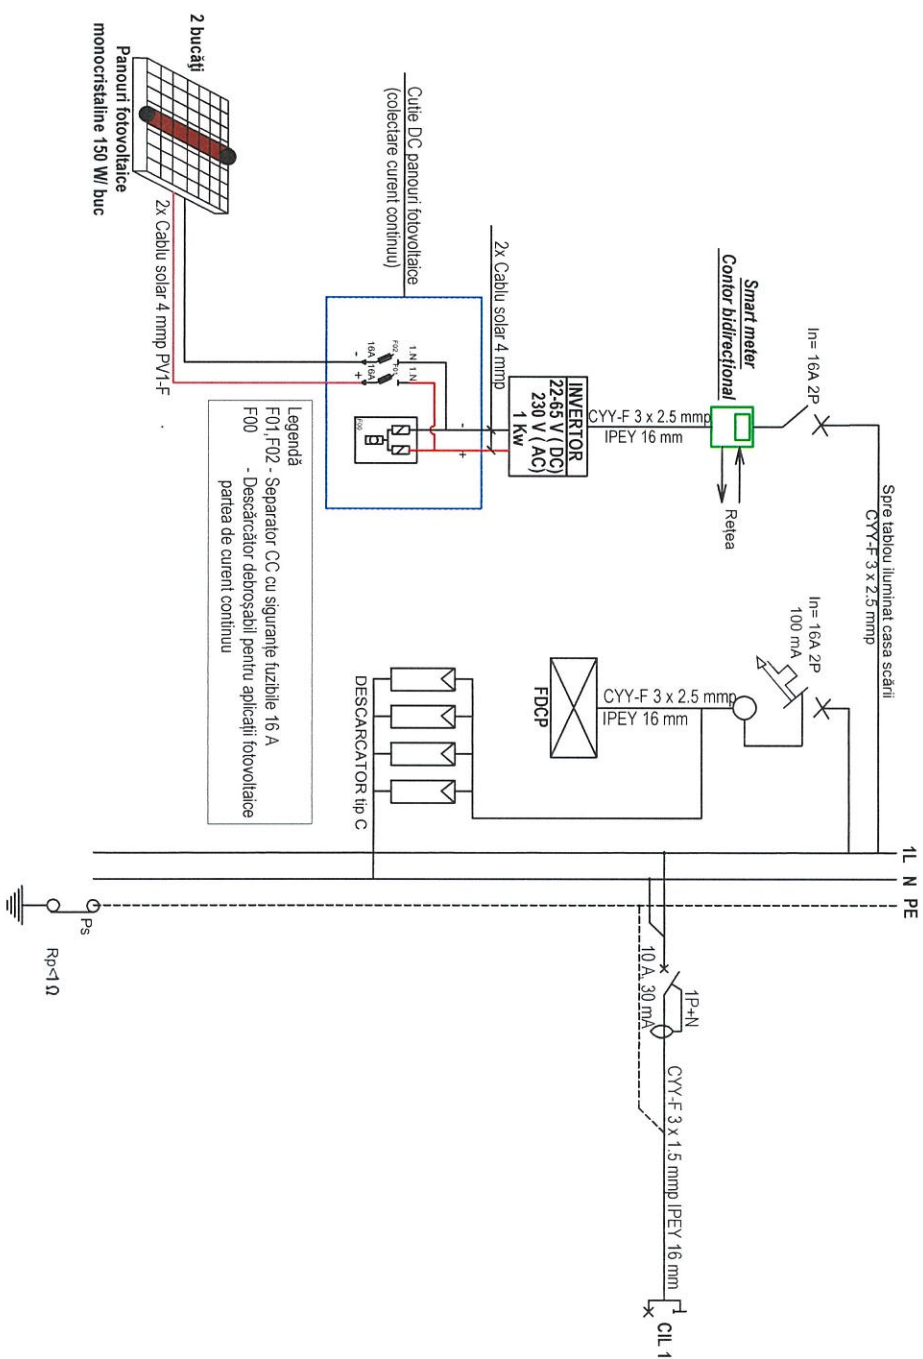 2 bucăți
Panouri fotovoltaice
monocristaline 150 W/ buc
2x Cablu solar 4 mmp PV1-F
Cutie DC panouri fotovoltaice
(colectare curent continuu)
2x Cablu solar 4 mmp
F02
F01
1.N
1.N
16A
16A
-
+
F00
-
+
INVERTOR
22-65 V ( DC)
230 V ( AC)
1 Kw
CYY-F 3 x 2.5 mmp
IPEY 16 mm
Smart meter
Contor bidirecțional
Rețea
In= 16A 2P
Spre tablou iluminat casa scării
CYY-F 3 x 2.5 mmp
In= 16A 2P
100 mA
CYY-F 3 x 2.5 mmp
IPEY 16 mm
FDCP
DESCARCATOR tip C
Legendă
F01,F02 - Separator CC cu siguranțe fuzibile 16 A
F00 - Descărcător debroșabil pentru aplicații fotovoltaice
partea de curent continuu
1L
N
PE
Ps
Rp<1Ω
1P+N
10 A, 30 mA
CYY-F 3 x 1.5 mmp IPEY 16 mm
CIL 1